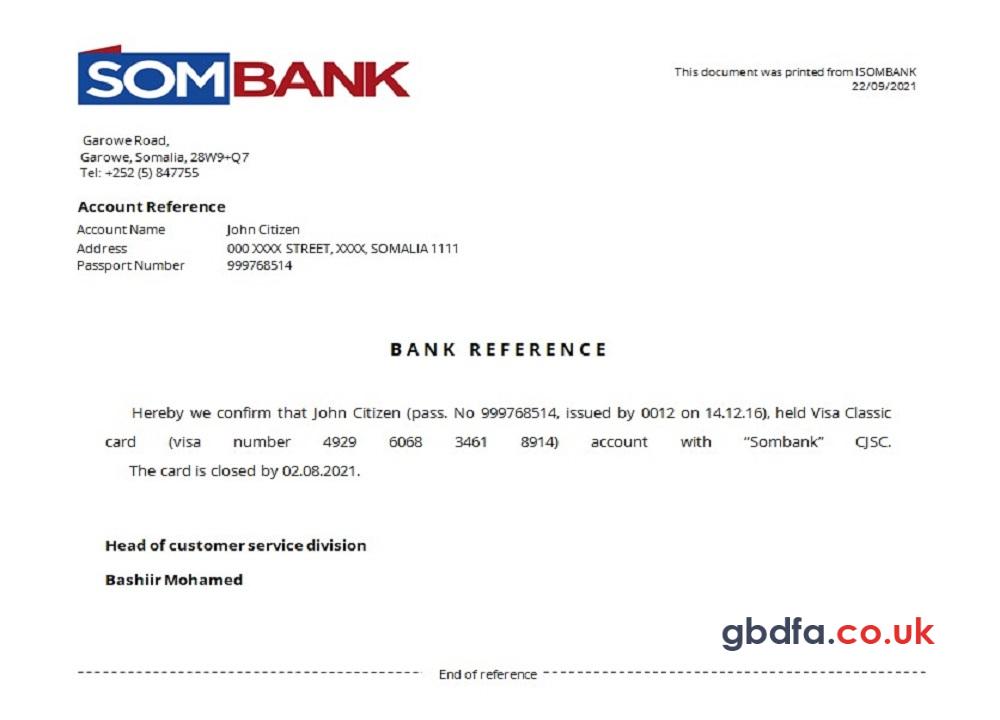 SOMBANK
This document was printed from ISOMBANK
22/09/2021
Garowe Road,
Garowe, Somalia, 28W9+Q7
Tel: +252 (5) 847755
Account Reference
Account Name John Citizen
Address 000 XXXX STREET, XXXX, SOMALIA 1111
Passport Number 999768514
BANK REFERENCE
Hereby we confirm that John Citizen (pass. No 999768514, issued by 0012 on 14.12.16), held Visa Classic
card (visa number 4929 6068 3461 8914) account with “Sombank” CJSC.
The card is closed by 02.08.2021.
Head of customer service division
Bashiir Mohamed
gbdfa.co.uk
End of reference